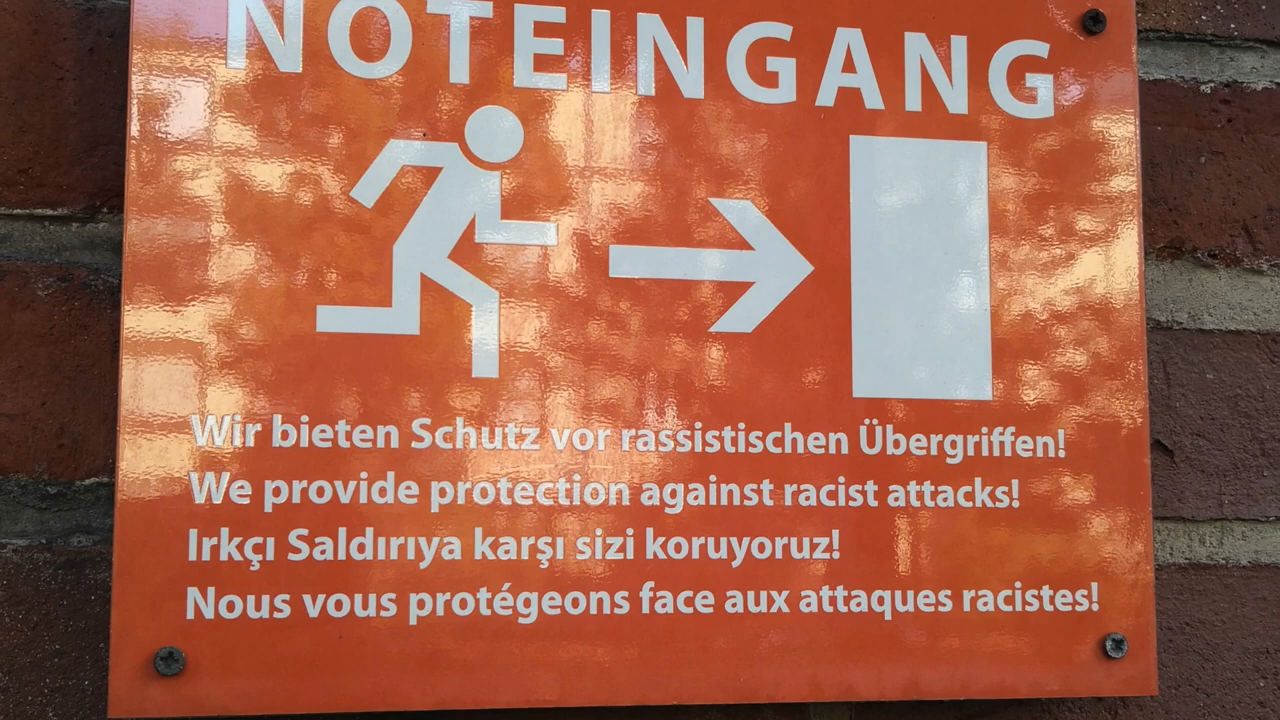 NOTEINGANG
Wir bieten Schutz vor rassistischen Übergriffen!
We provide protection against racist attacks!
Irkçı Saldırıya karşı sizi koruyoruz!
Nous vous protégeons face aux attaques racistes!